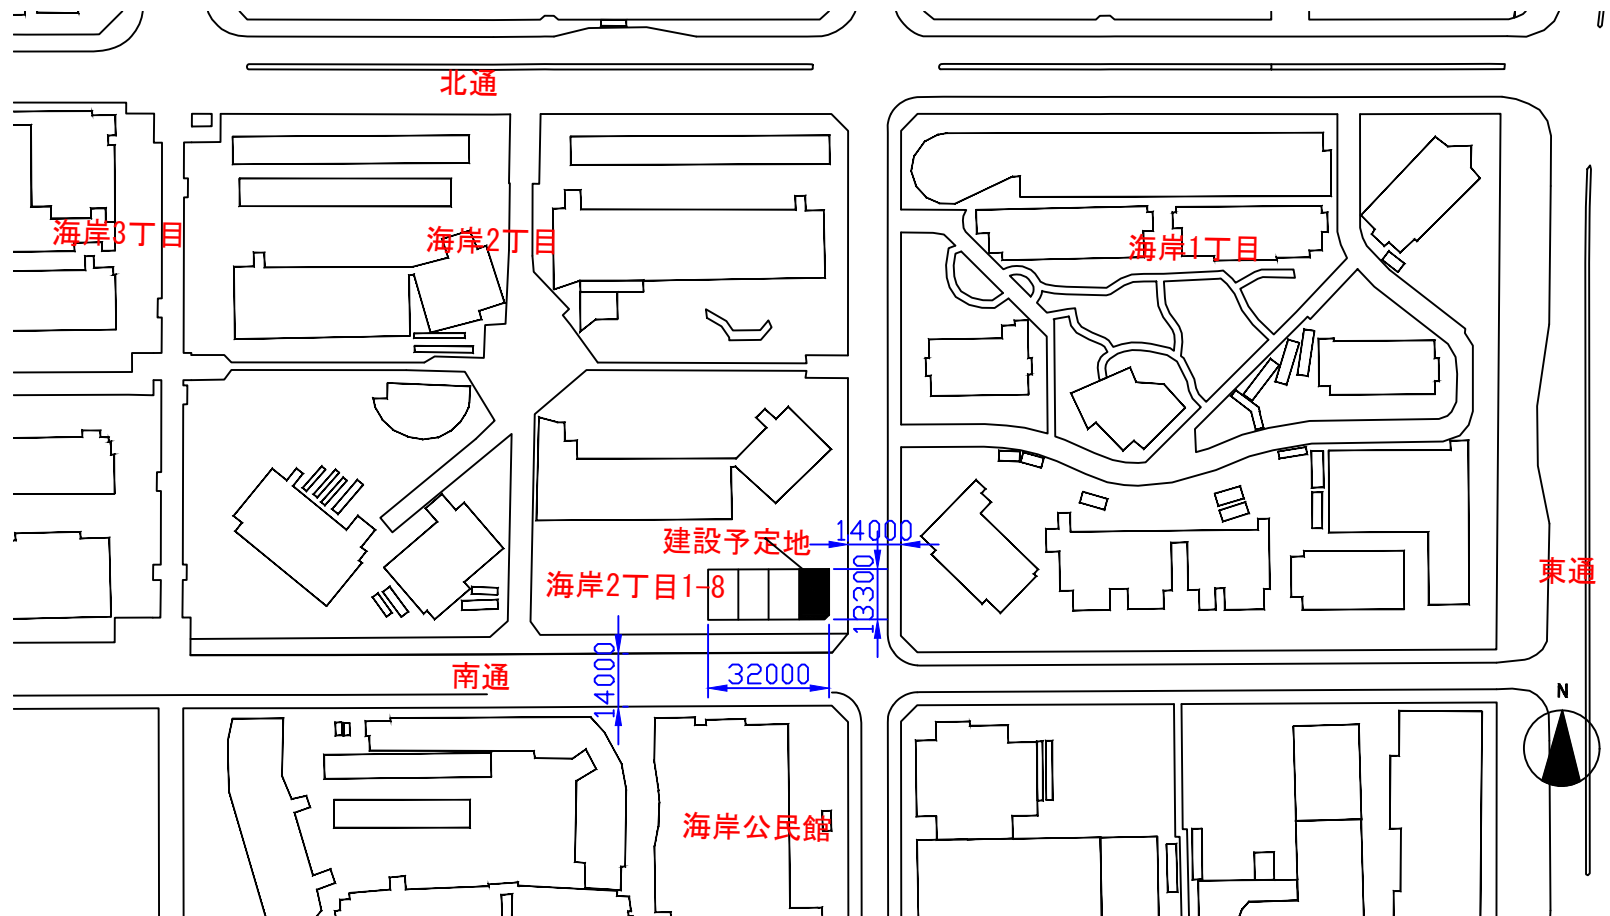 北通
海岸3丁目
海岸2丁目
海岸1丁目
建設予定地
14000
13300
海岸2丁目1-8
東通
14000
南通
32000
N
海岸公民館